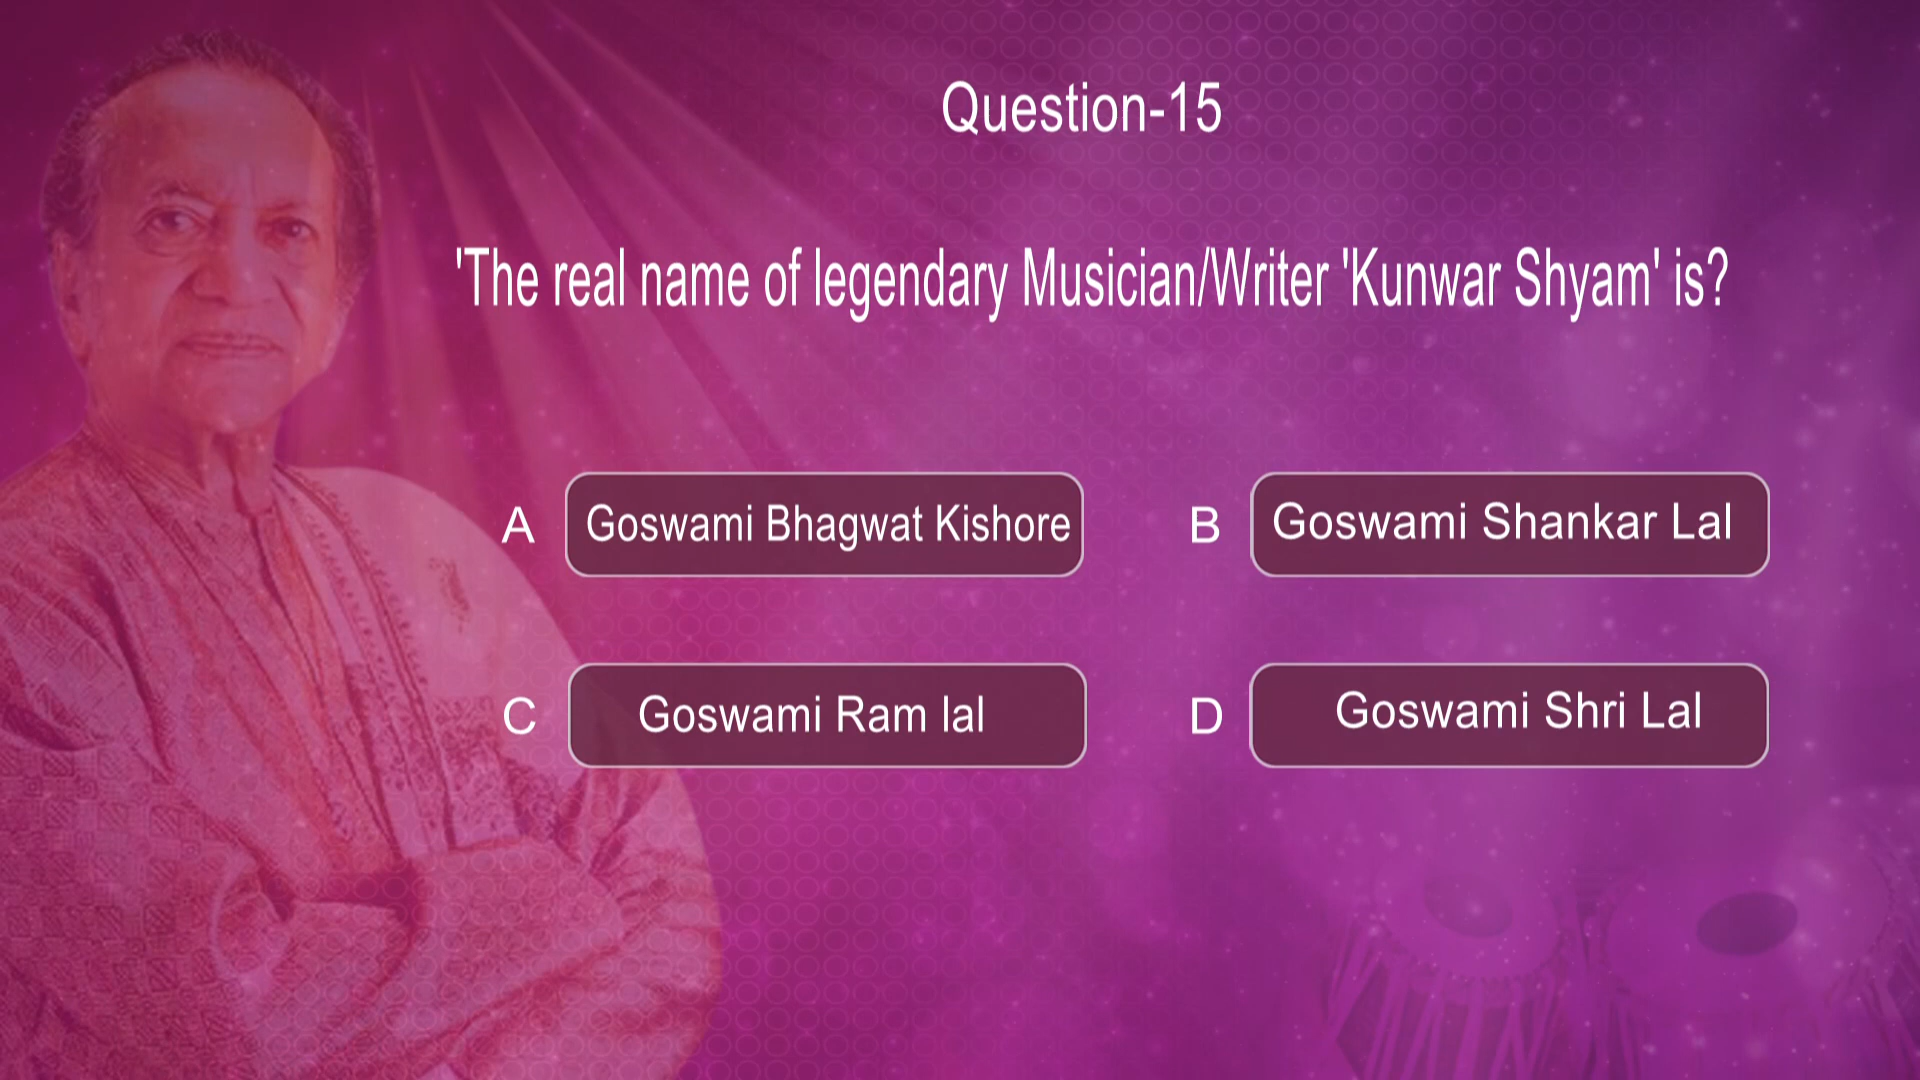 Question-15
'The real name of legendary Musician/Writer 'Kunwar Shyam' is?
A Goswami Bhagwat Kishore
B Goswami Shankar Lal
C Goswami Ram lal
D Goswami Shri Lal